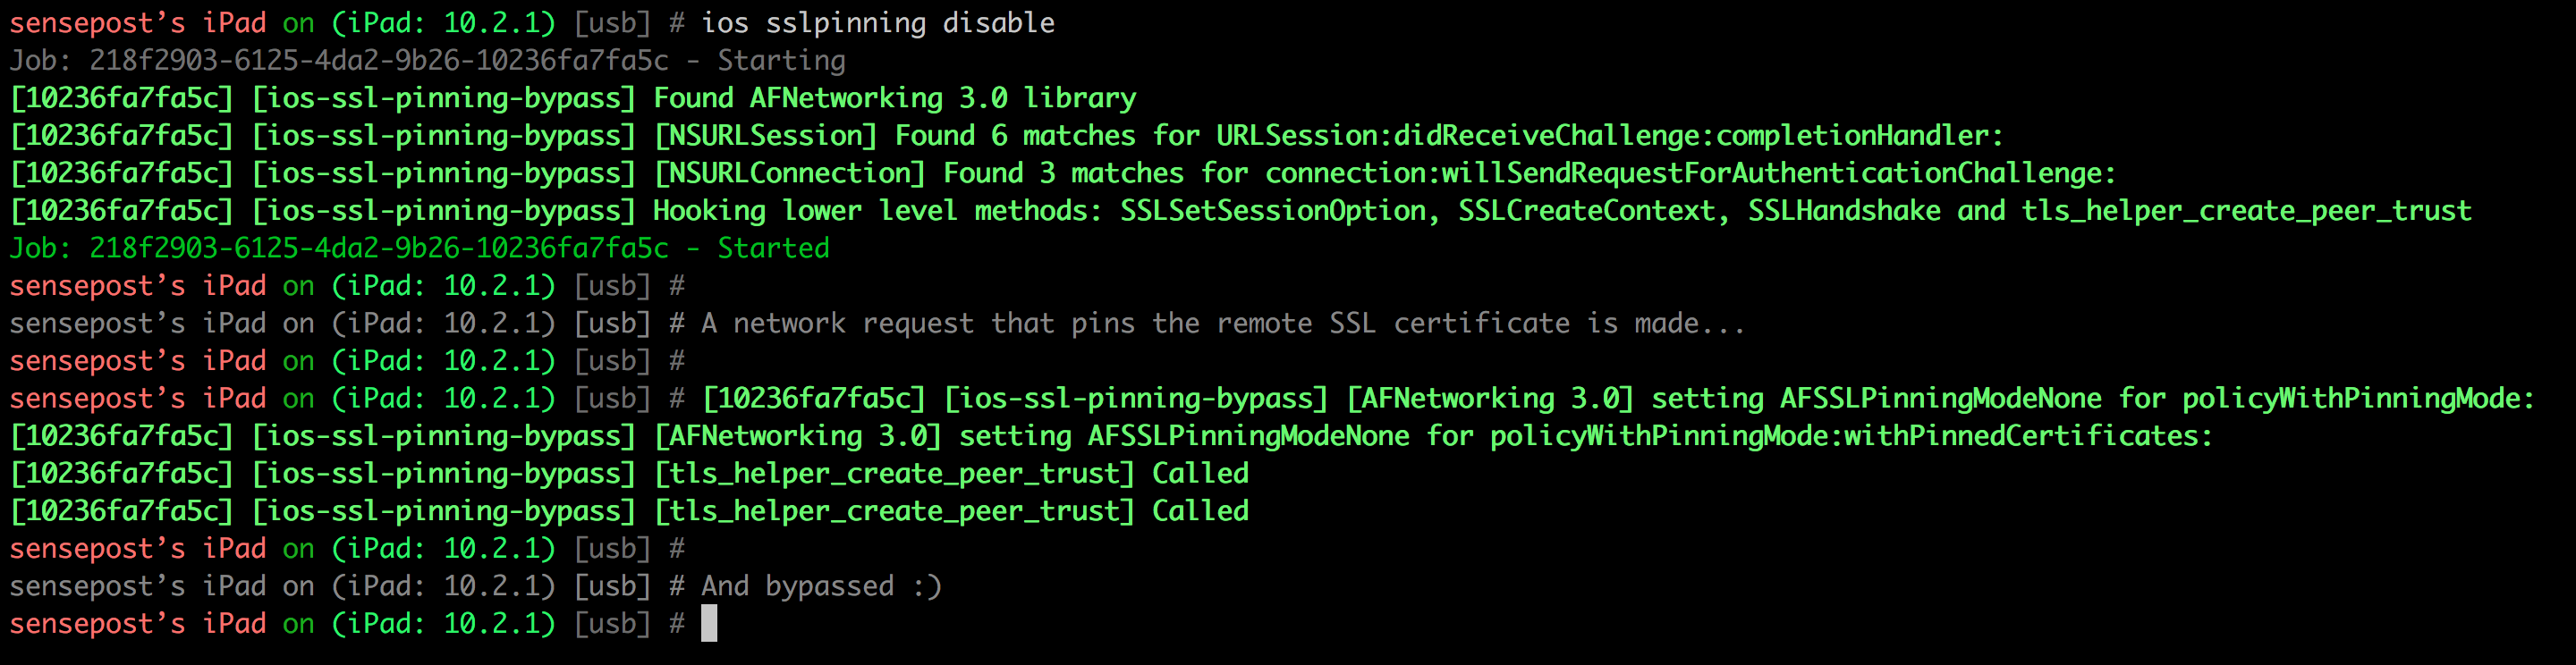 sensepost’s iPad on (iPad: 10.2.1) [usb] # ios sslpinning disable
Job: 218f2903-6125-4da2-9b26-10236fa7fa5c - Starting
[10236fa7fa5c] [ios-ssl-pinning-bypass] Found AFNetworking 3.0 library
[10236fa7fa5c] [ios-ssl-pinning-bypass] [NSURLSession] Found 6 matches for URLSession:didReceiveChallenge:completionHandler:
[10236fa7fa5c] [ios-ssl-pinning-bypass] [NSURLConnection] Found 3 matches for connection:willSendRequestForAuthenticationChallenge:
[10236fa7fa5c] [ios-ssl-pinning-bypass] Hooking lower level methods: SSLSetSessionOption, SSLCreateContext, SSLHandshake and tls_helper_create_peer_trust
Job: 218f2903-6125-4da2-9b26-10236fa7fa5c - Started
sensepost’s iPad on (iPad: 10.2.1) [usb] #
sensepost’s iPad on (iPad: 10.2.1) [usb] # A network request that pins the remote SSL certificate is made...
sensepost’s iPad on (iPad: 10.2.1) [usb] #
sensepost’s iPad on (iPad: 10.2.1) [usb] # [10236fa7fa5c] [ios-ssl-pinning-bypass] [AFNetworking 3.0] setting AFSSLPinningModeNone for policyWithPinningMode:
[10236fa7fa5c] [ios-ssl-pinning-bypass] [AFNetworking 3.0] setting AFSSLPinningModeNone for policyWithPinningMode:withPinnedCertificates:
[10236fa7fa5c] [ios-ssl-pinning-bypass] [tls_helper_create_peer_trust] Called
[10236fa7fa5c] [ios-ssl-pinning-bypass] [tls_helper_create_peer_trust] Called
sensepost’s iPad on (iPad: 10.2.1) [usb] #
sensepost’s iPad on (iPad: 10.2.1) [usb] # And bypassed :)
sensepost’s iPad on (iPad: 10.2.1) [usb] #